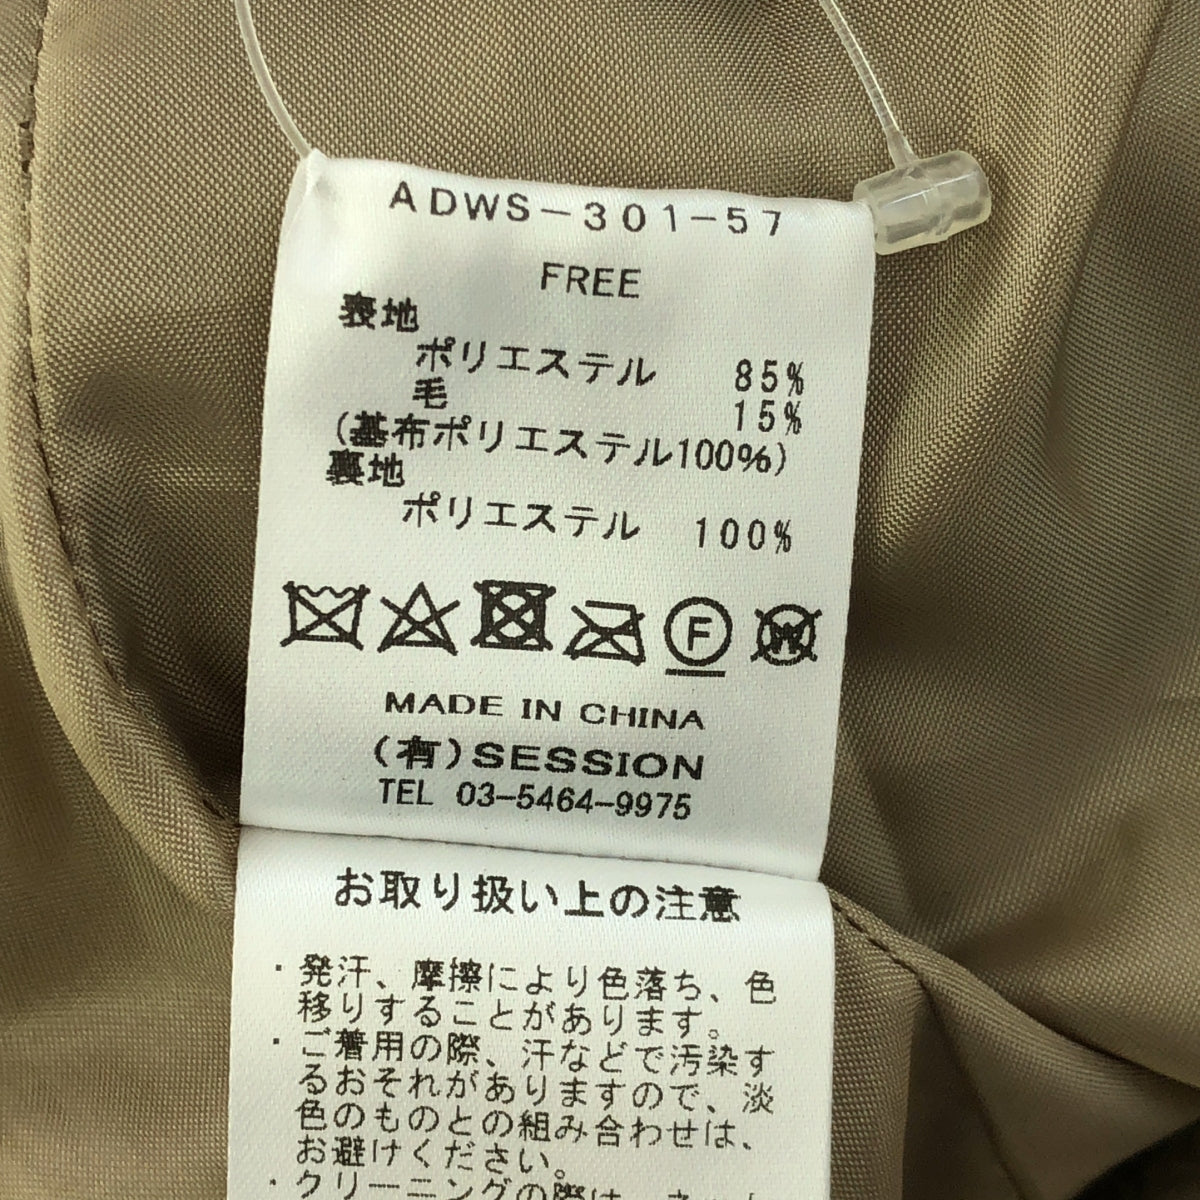 ADWS-301-57
FREE
表地
ポリエステル 85%
毛 15%
(基布ポリエステル100%)
裏地
ポリエステル 100%
F
W
MADE IN CHINA
(有)SESSION
TEL 03-5464-9975
お取り扱い上の注意
・発汗、摩擦により色落ち、色
移りすることがあります。
・ご着用の際、汗などで汚染す
るおそれがありますので、淡
色のものとの組み合わせは、
お避けください。
・クリーニングの際は、ネット